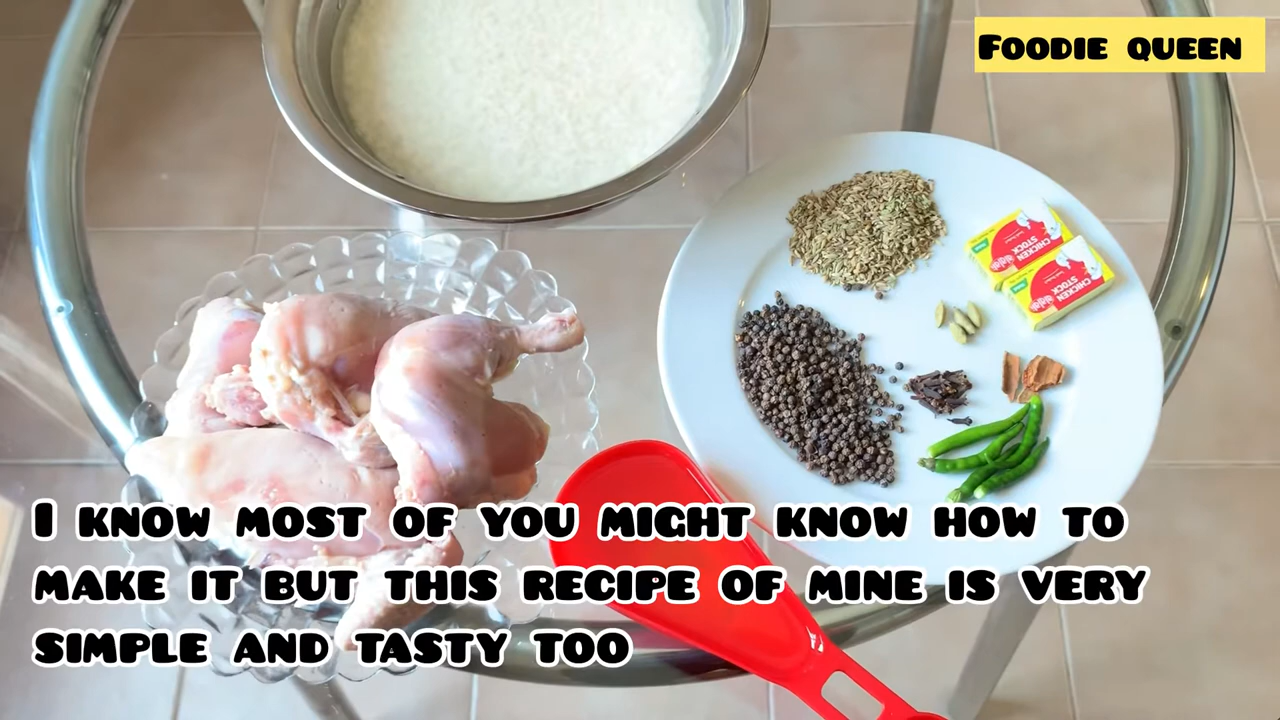 Foodie queen
I know most of you might know how to
make it but this recipe of mine is very
simple and tasty too
CHICKEN
STOCK
CHICKEN
STOCK